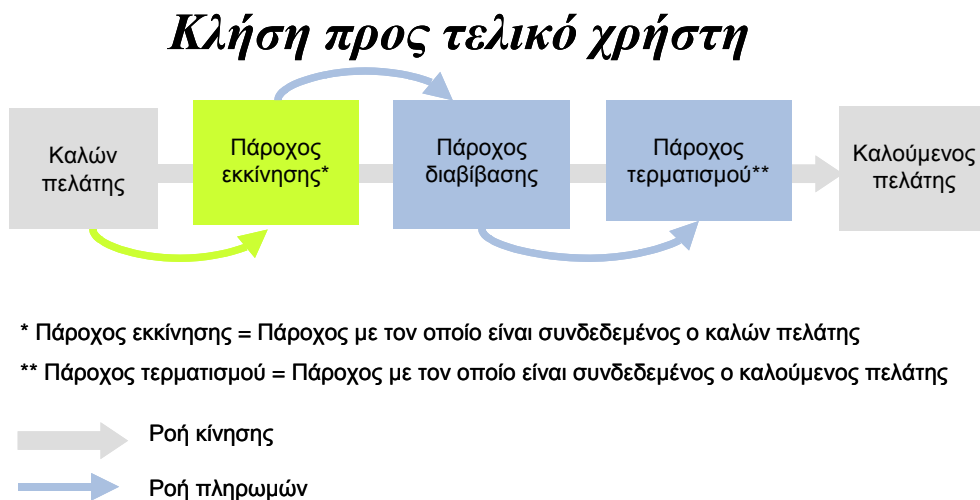 Κλήση προς τελικό χρήστη
Καλών
πελάτης
Πάροχος
εκκίνησης*
Πάροχος
διαβίβασης
Πάροχος
τερματισμού**
Καλούμενος
πελάτης
* Πάροχος εκκίνησης = Πάροχος με τον οποίο είναι συνδεδεμένος ο καλών πελάτης
** Πάροχος τερματισμού = Πάροχος με τον οποίο είναι συνδεδεμένος ο καλούμενος πελάτης
Ροή κίνησης
Ροή πληρωμών